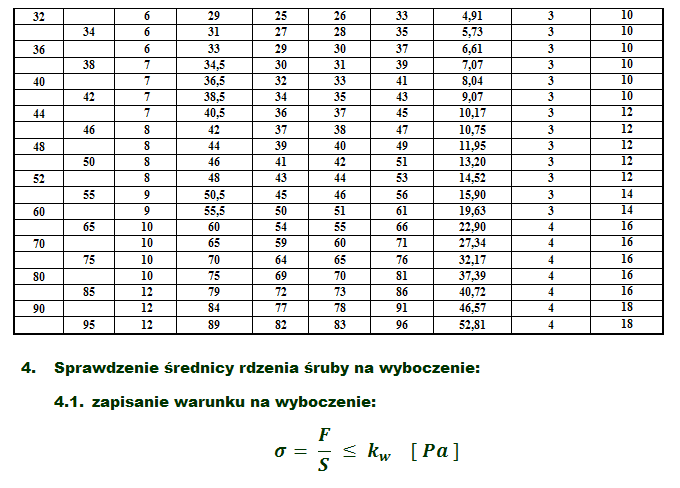 32 6 29 25 26 33 4,91 3 10
34 6 31 27 28 35 5,73 3 10
36 6 33 29 30 37 6,61 3 10
38 7 34,5 30 31 39 7,07 3 10
40 7 36,5 32 33 41 8,04 3 10
42 7 38,5 34 35 43 9,07 3 10
44 7 40,5 36 37 45 10,17 3 12
46 8 42 37 38 47 10,75 3 12
48 8 44 39 40 49 11,95 3 12
50 8 46 41 42 51 13,20 3 12
52 8 48 43 44 53 14,52 3 12
55 9 50,5 45 46 56 15,90 3 14
60 9 55,5 50 51 61 19,63 3 14
65 10 60 54 55 66 22,90 4 16
70 10 65 59 60 71 27,34 4 16
75 10 70 64 65 76 32,17 4 16
80 10 75 69 70 81 37,39 4 16
85 12 79 72 73 86 40,72 4 16
90 12 84 77 78 91 46,57 4 18
95 12 89 82 83 96 52,81 4 18
4. Sprawdzenie średnicy rdzenia śruby na wyboczenie:
4.1. zapisanie warunku na wyboczenie:
σ = F/S ≤ k_w [Pa]